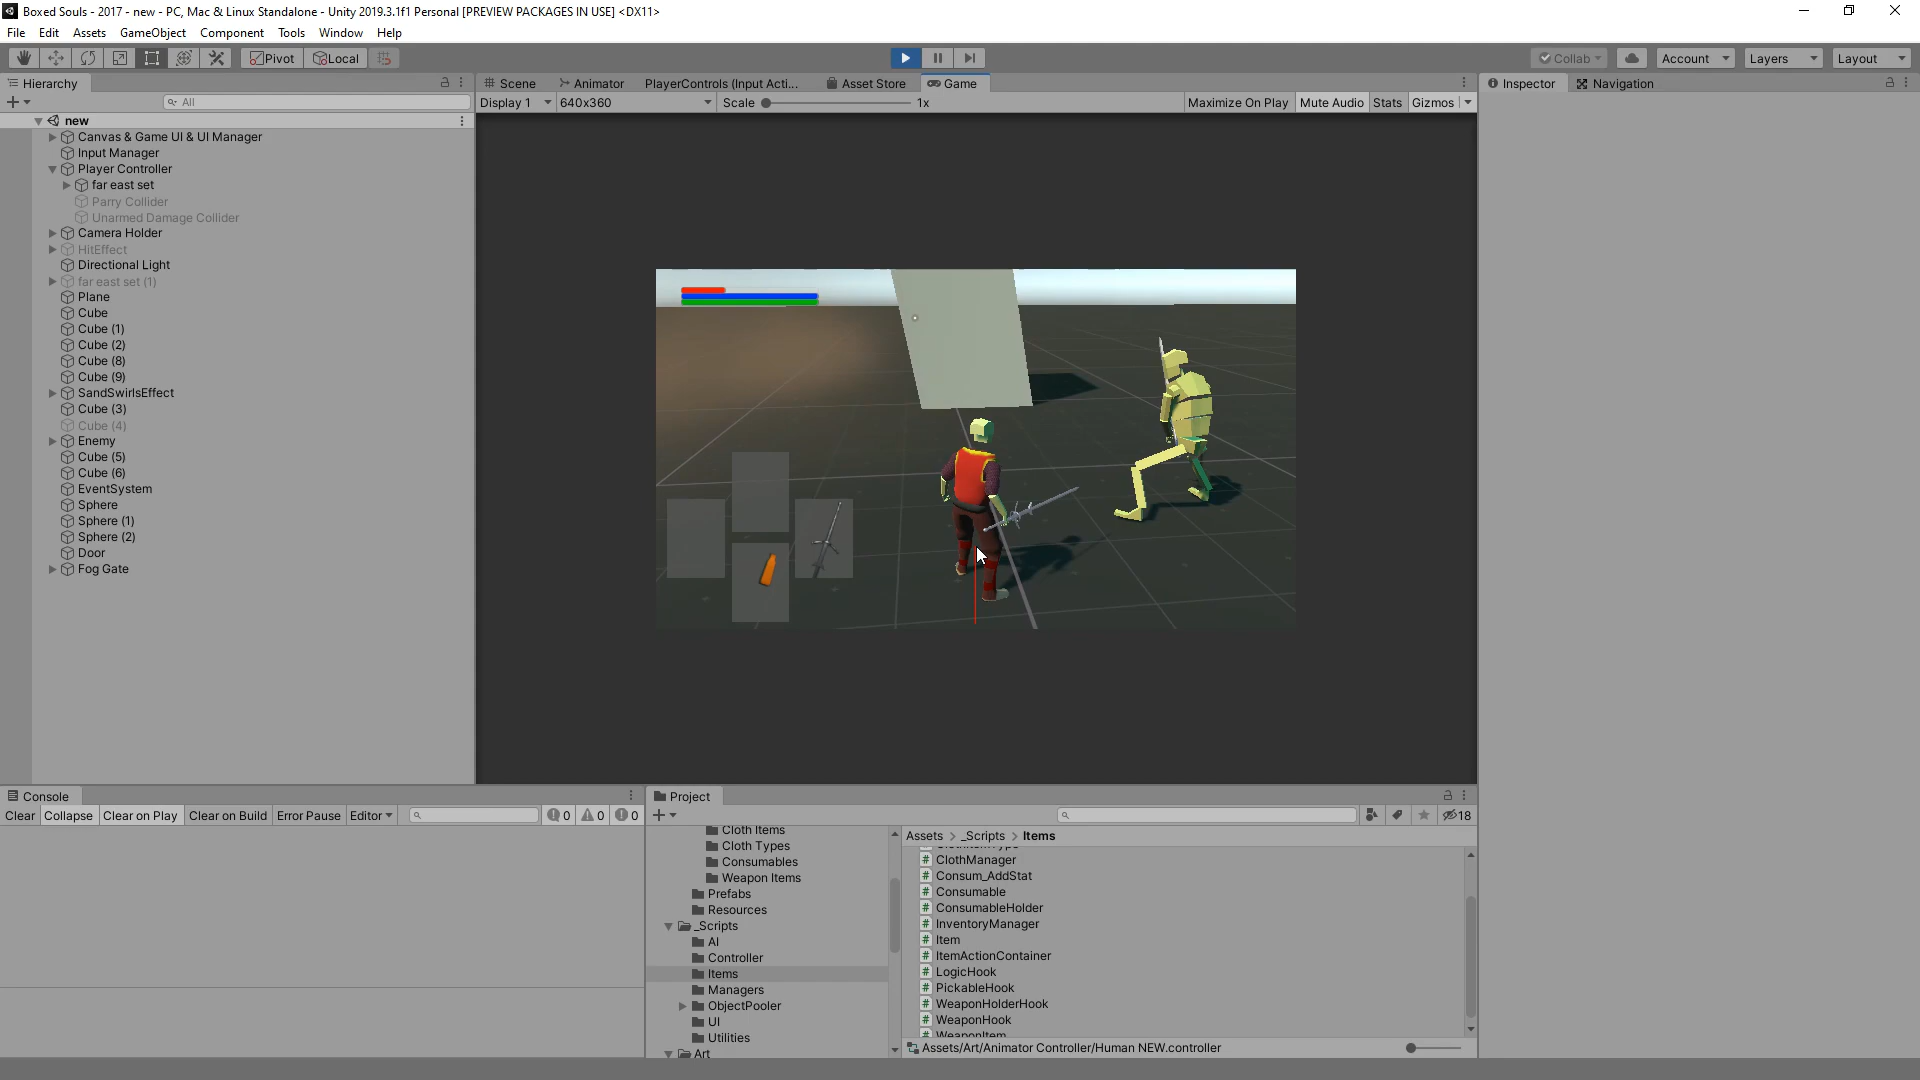 Boxed Souls - 2017 - new - PC, Mac & Linux Standalone - Unity 2019.3.1f1 Personal [PREVIEW PACKAGES IN USE] <DX11>
File Edit Assets GameObject Component Tools Window Help
Pivot Local Collab Account Layers Layout
Hierarchy Scene Animator PlayerControls (Input Acti... Asset Store Game Inspector Navigation
All Display 1 640x360 Scale 1x Maximize On Play Mute Audio Stats Gizmos
new
Canvas & Game UI & UI Manager
Input Manager
Player Controller
far east set
Parry Collider
Unarmed Damage Collider
Camera Holder
HitEffect
Directional Light
far east set (1)
Plane
Cube
Cube (1)
Cube (2)
Cube (8)
Cube (9)
SandSwirlsEffect
Cube (3)
Cube (4)
Enemy
Cube (5)
Cube (6)
EventSystem
Sphere
Sphere (1)
Sphere (2)
Door
Fog Gate
Console
Clear Collapse Clear on Play Clear on Build Error Pause Editor 0 0 0
Project
18
Cloth Items
Cloth Types
Consumables
Weapon Items
Prefabs
Resources
_Scripts
AI
Controller
Items
Managers
ObjectPooler
UI
Utilities
Art
Assets > _Scripts > Items
ClothManager
Consum_AddStat
Consumable
ConsumableHolder
InventoryManager
Item
ItemActionContainer
LogicHook
PickableHook
WeaponHolderHook
WeaponHook
WeaponItem
Assets/Art/Animator Controller/Human NEW.controller